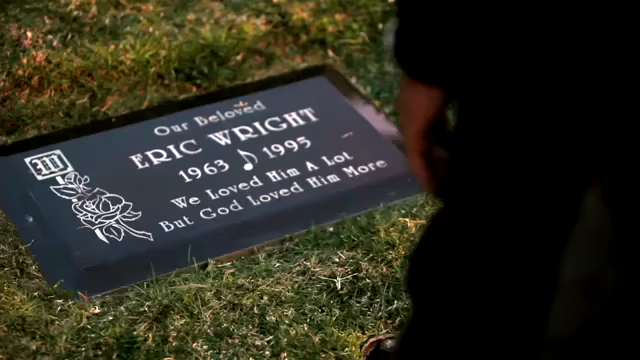 W
Our Beloved
ERIC WRIGHT
1963 1995
We Loved Him A Lot
But God Loved Him More